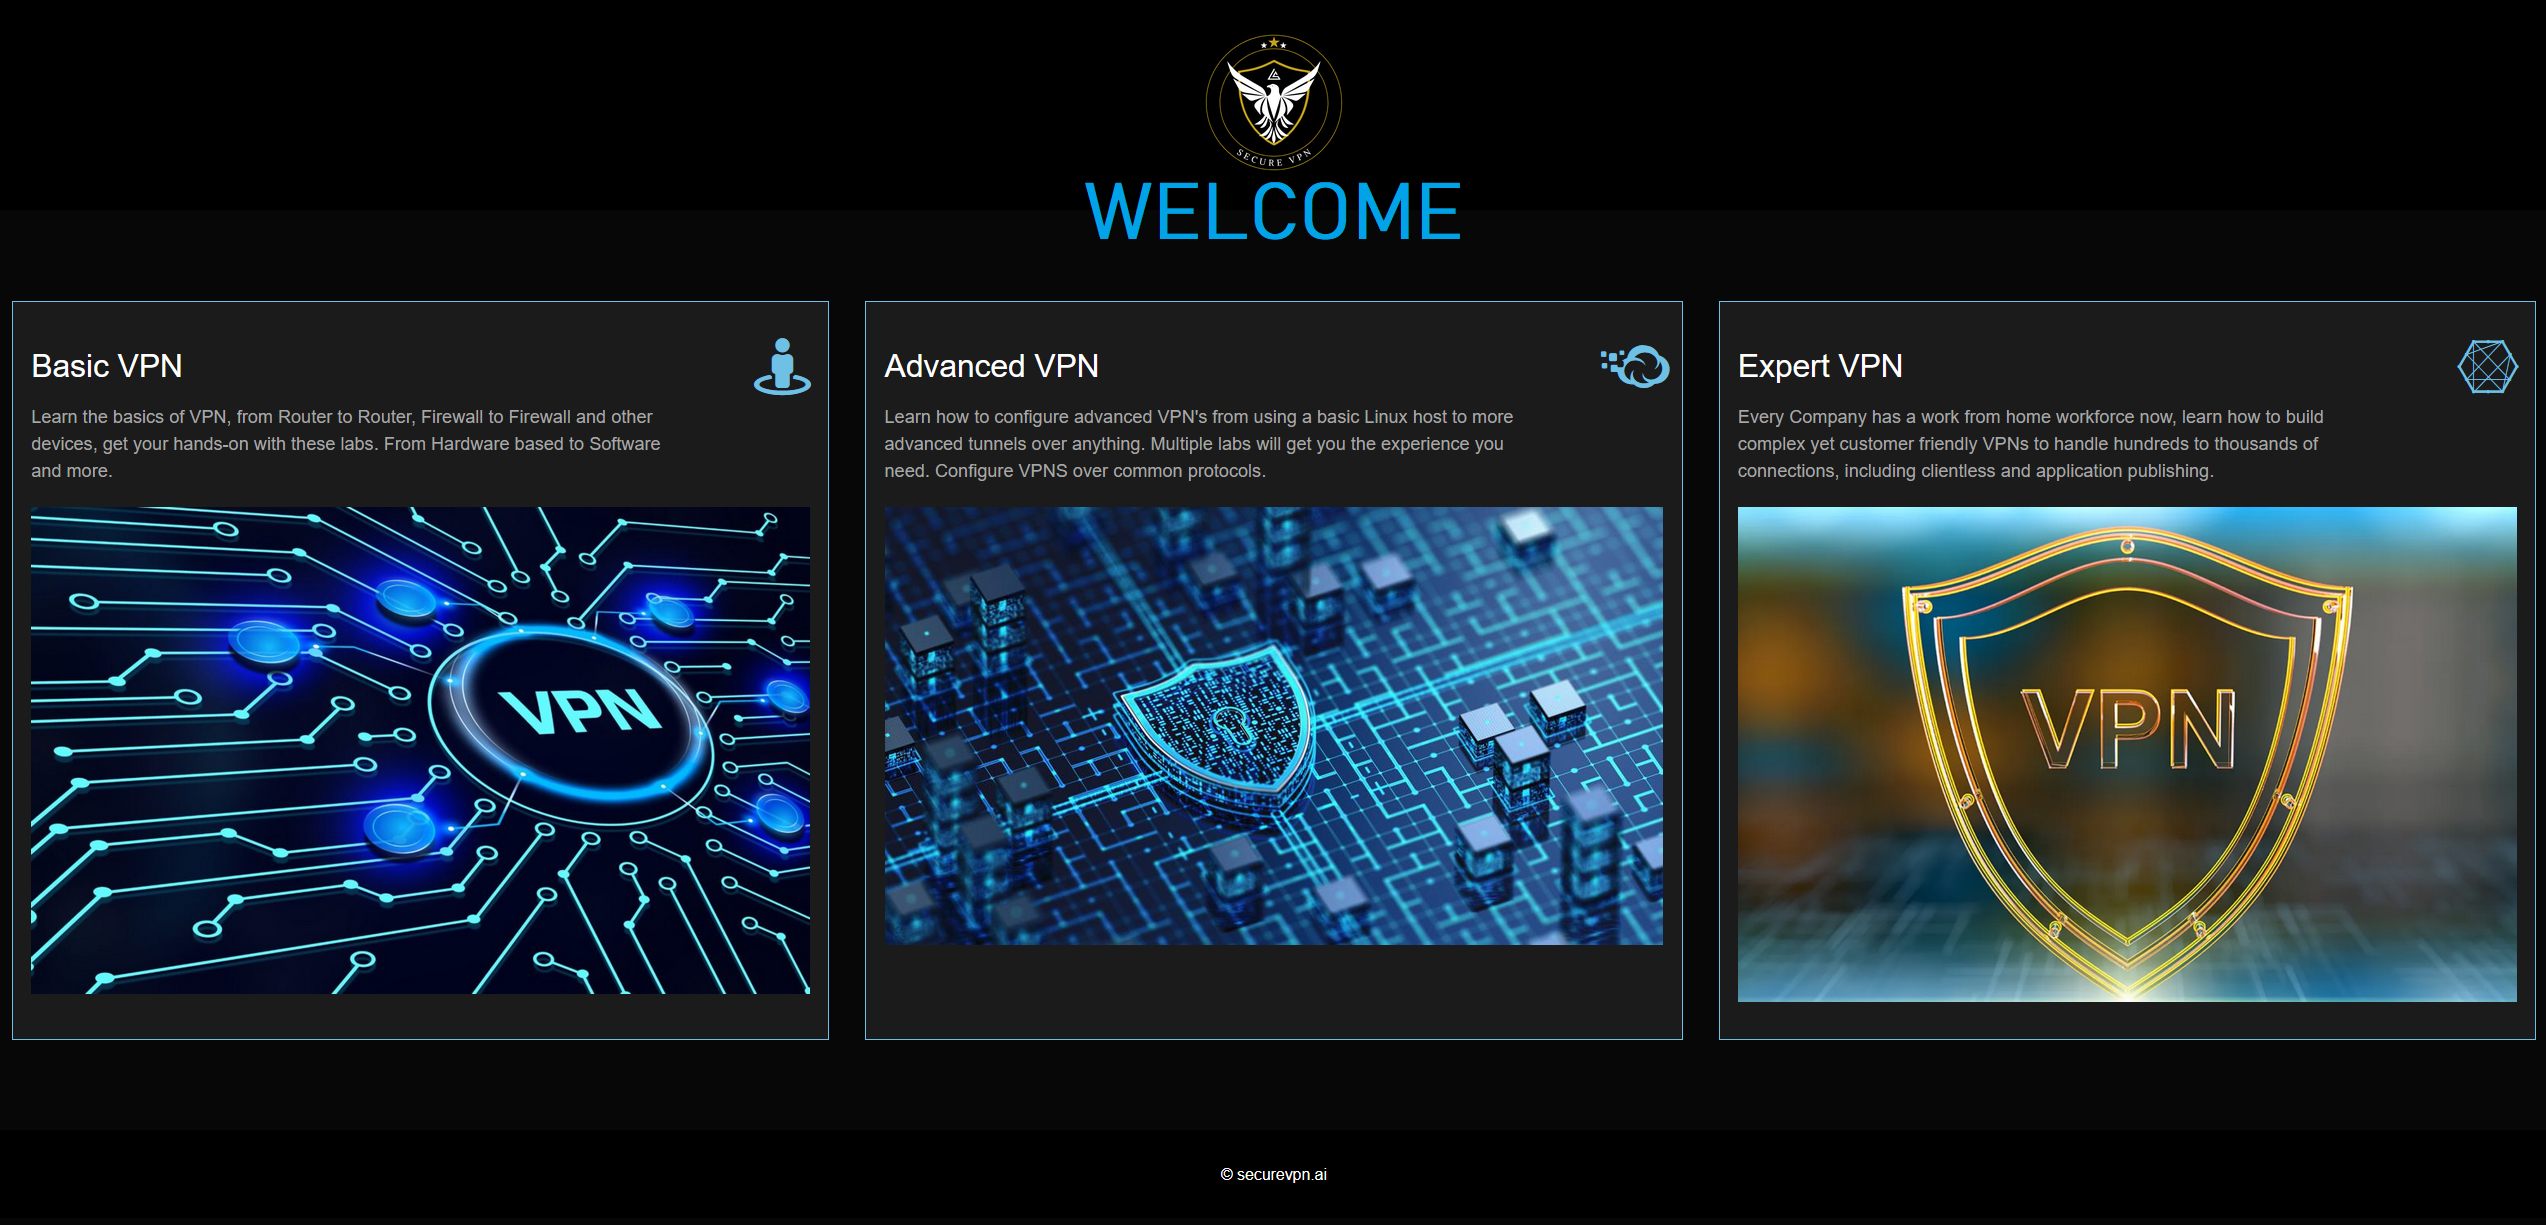 SECURE VPN
WELCOME
Basic VPN
Learn the basics of VPN, from Router to Router, Firewall to Firewall and other
devices, get your hands-on with these labs. From Hardware based to Software
and more.
VPN
Advanced VPN
Learn how to configure advanced VPN's from using a basic Linux host to more
advanced tunnels over anything. Multiple labs will get you the experience you
need. Configure VPNS over common protocols.
Expert VPN
Every Company has a work from home workforce now, learn how to build
complex yet customer friendly VPNs to handle hundreds to thousands of
connections, including clientless and application publishing.
VPN
© securevpn.ai